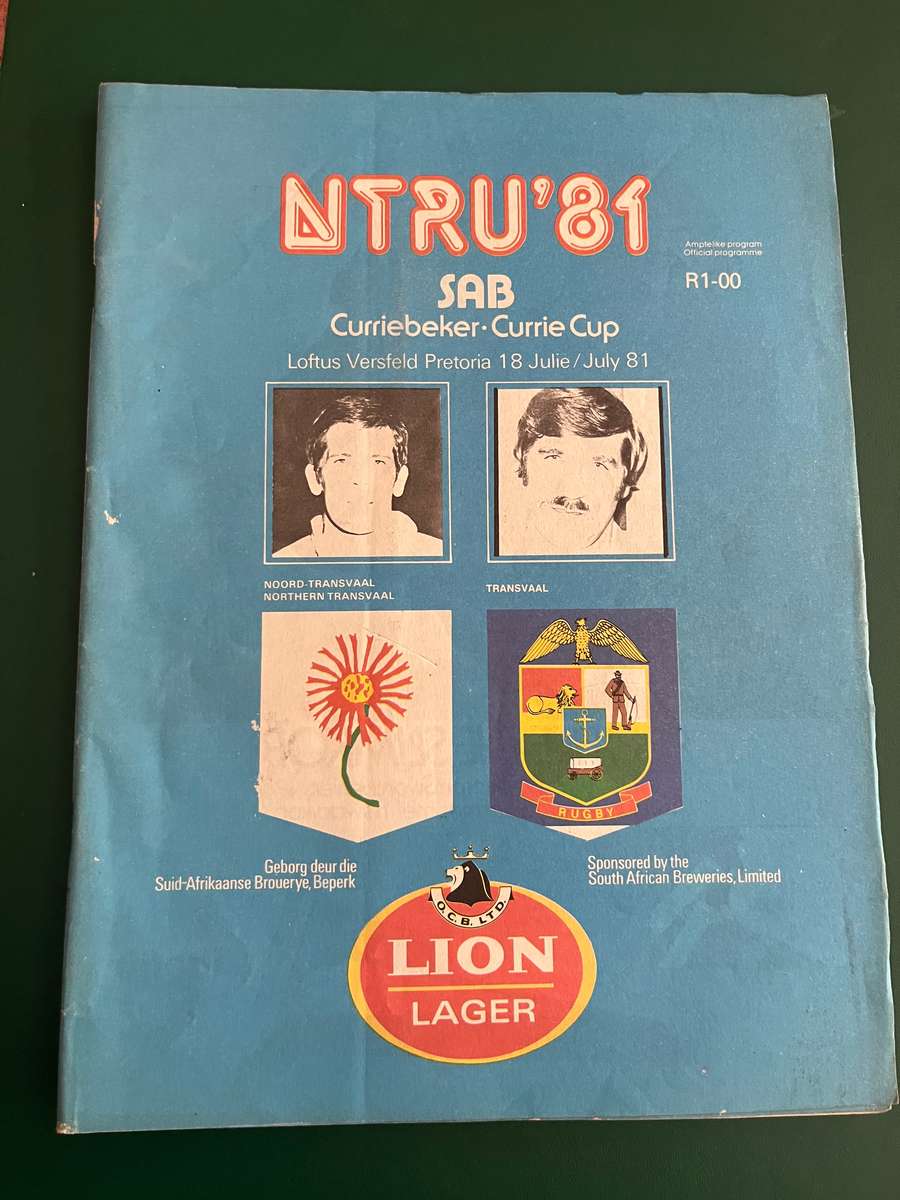 NTRU'81
Amptelike program
Official programme
R1-00
SAB
Curriebeker · Currie Cup
Loftus Versfeld Pretoria 18 Julie/July 81
NOORD-TRANSVAAL
NORTHERN TRANSVAAL
TRANSVAAL
RUGBY
Geborg deur die
Suid-Afrikaanse Brouerye, Beperk
Sponsored by the
South African Breweries, Limited
O.C.B. LTD.
LION
LAGER